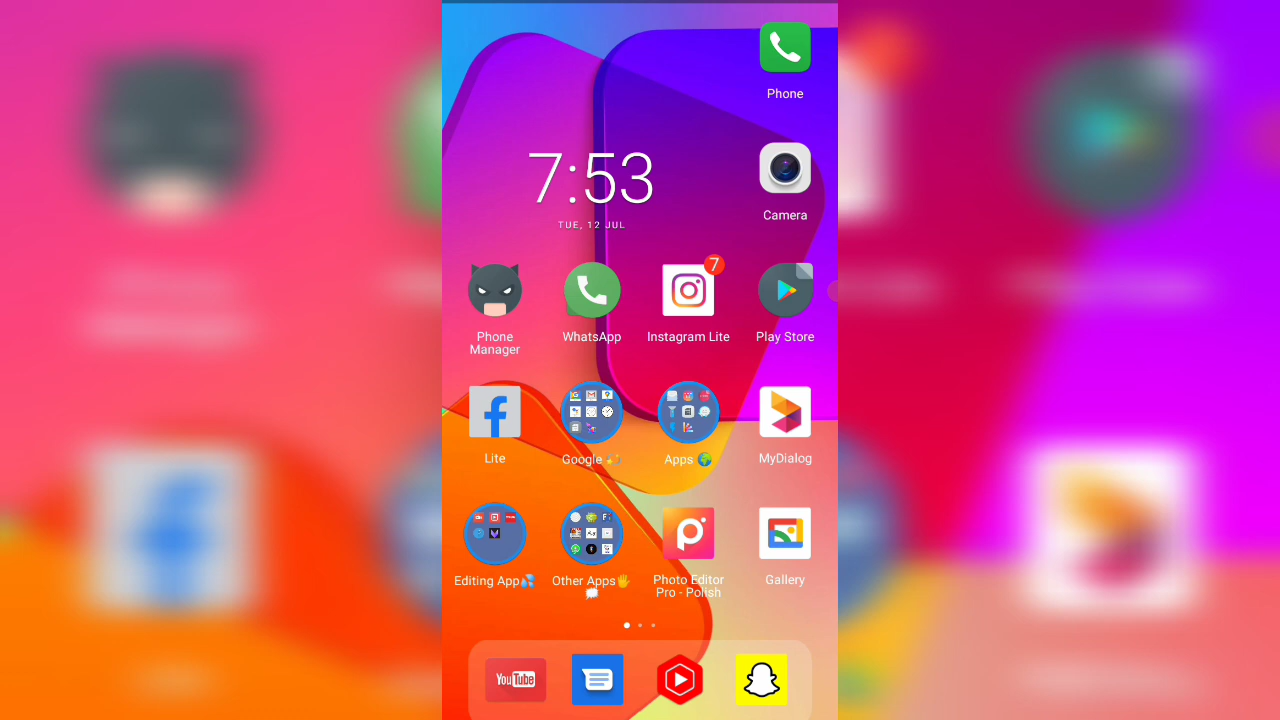 Phone
7:53
TUE, 12 JUL
Camera
7
Phone
Manager
WhatsApp
Instagram Lite
Play Store
Lite
Google 🙌
Apps 🌍
MyDialog
Editing App💦
Other Apps🖐
💭
Photo Editor
Pro - Polish
Gallery
YouTube